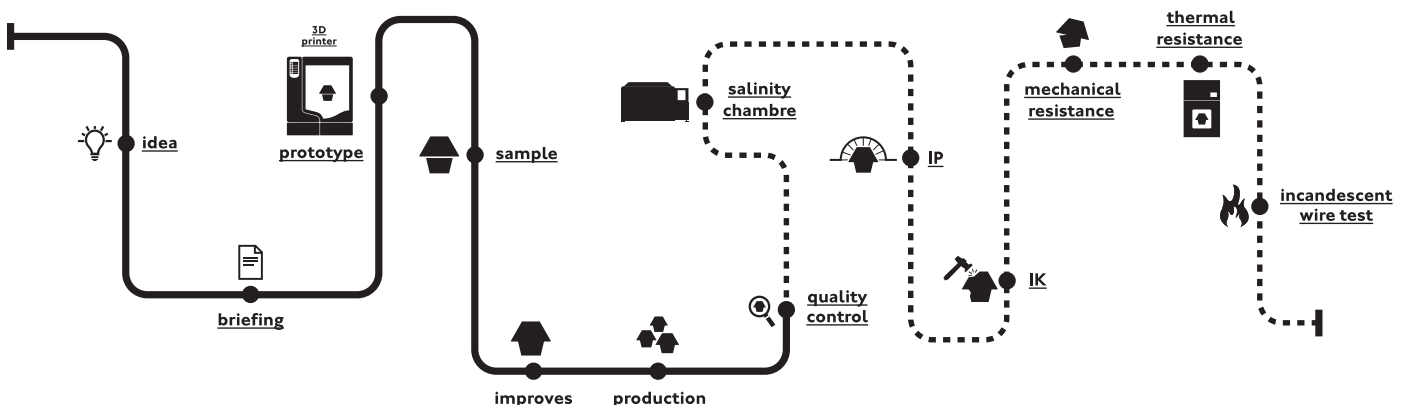 idea
briefing
3D
printer
prototype
sample
improves
production
quality
control
salinity
chambre
IP
IK
mechanical
resistance
thermal
resistance
incandescent
wire test